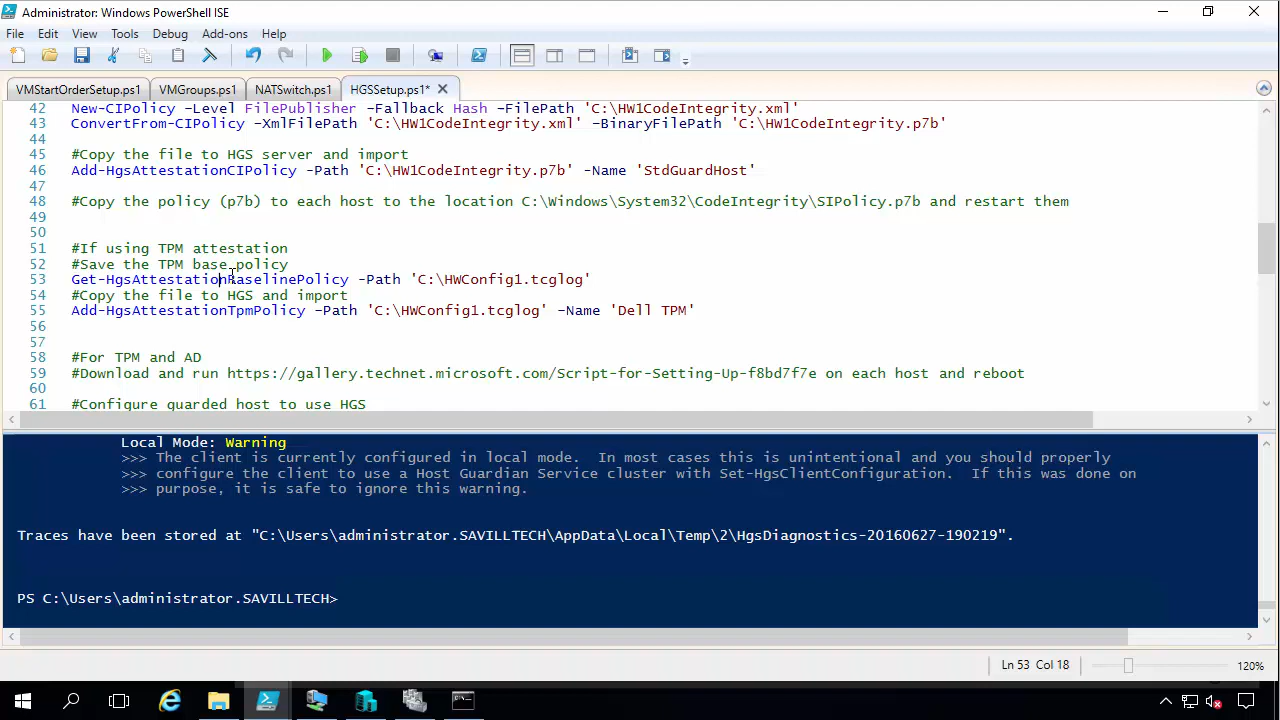 Administrator: Windows PowerShell ISE
File Edit View Tools Debug Add-ons Help
VMStartOrderSetup.ps1 VMGroups.ps1 NATSwitch.ps1 HGSSetup.ps1*
42 New-CIPolicy -Level FilePublisher -Fallback Hash -FilePath 'C:\HW1CodeIntegrity.xml'
43 ConvertFrom-CIPolicy -XmlFilePath 'C:\HW1CodeIntegrity.xml' -BinaryFilePath 'C:\HW1CodeIntegrity.p7b'
44
45 #Copy the file to HGS server and import
46 Add-HgsAttestationCIPolicy -Path 'C:\HW1CodeIntegrity.p7b' -Name 'StdGuardHost'
47
48 #Copy the policy (p7b) to each host to the location C:\Windows\System32\CodeIntegrity\SIPolicy.p7b and restart them
49
50
51 #If using TPM attestation
52 #Save the TPM base policy
53 Get-HgsAttestationBaselinePolicy -Path 'C:\HWConfig1.tcglog'
54 #Copy the file to HGS and import
55 Add-HgsAttestationTpmPolicy -Path 'C:\HWConfig1.tcglog' -Name 'Dell TPM'
56
57
58 #For TPM and AD
59 #Download and run https://gallery.technet.microsoft.com/Script-for-Setting-Up-f8bd7f7e on each host and reboot
60
61 #Configure guarded host to use HGS
Local Mode: Warning
>>> The client is currently configured in local mode. In most cases this is unintentional and you should properly
>>> configure the client to use a Host Guardian Service cluster with Set-HgsClientConfiguration. If this was done on
>>> purpose, it is safe to ignore this warning.
Traces have been stored at "C:\Users\administrator.SAVILLTECH\AppData\Local\Temp\2\HgsDiagnostics-20160627-190219".
PS C:\Users\administrator.SAVILLTECH>
Ln 53 Col 18 120%